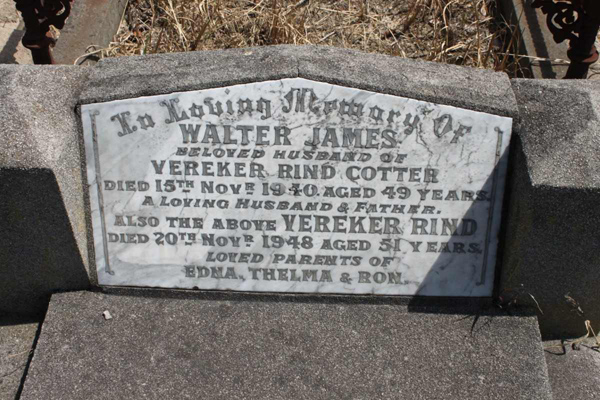 In Loving Memory Of
WALTER JAMES
BELOVED HUSBAND OF
VEREKER RIND COTTER
DIED 15TH NOVR 1940. AGED 49 YEARS.
A LOVING HUSBAND & FATHER.
ALSO THE ABOVE VEREKER RIND
DIED 20TH NOVR 1948 AGED 51 YEARS.
LOVED PARENTS OF
EDNA, THELMA & RON.